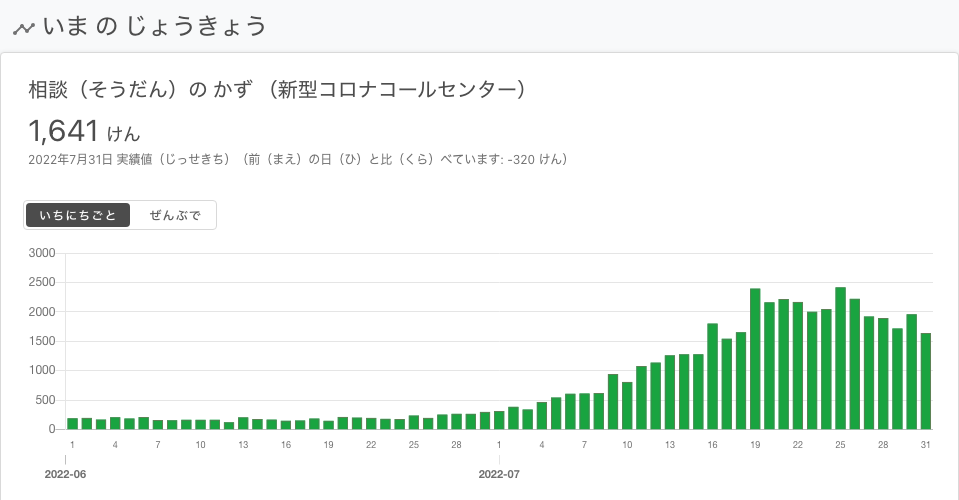 いま の じょうきょう
相談（そうだん）の かず （新型コロナコールセンター）
1,641 けん
2022年7月31日 実績値（じっせきち）（前（まえ）の日（ひ）と比（くら）べています: -320 けん）
いちにちごと ぜんぶで
3000
2500
2000
1500
1000
500
0
1 4 7 10 13 16 19 22 25 28 1 4 7 10 13 16 19 22 25 28 31
2022-06 2022-07